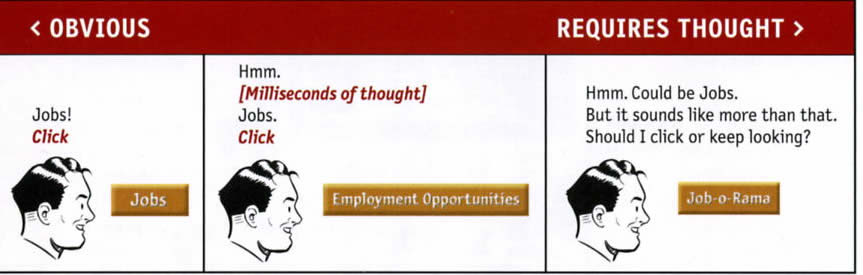 < OBVIOUS
REQUIRES THOUGHT >
Jobs!
Click
Jobs
Hmm.
[Milliseconds of thought]
Jobs.
Click
Employment Opportunities
Hmm. Could be Jobs.
But it sounds like more than that.
Should I click or keep looking?
Job-o-Rama